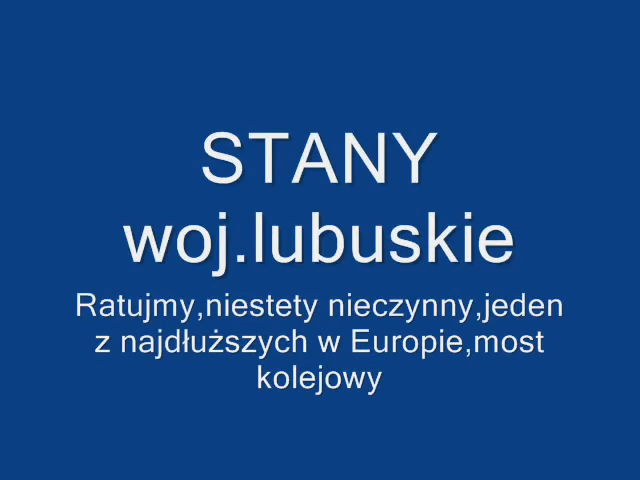 STANY
woj.lubuskie
Ratujmy,niestety nieczynny,jeden
z najdłuższych w Europie,most
kolejowy